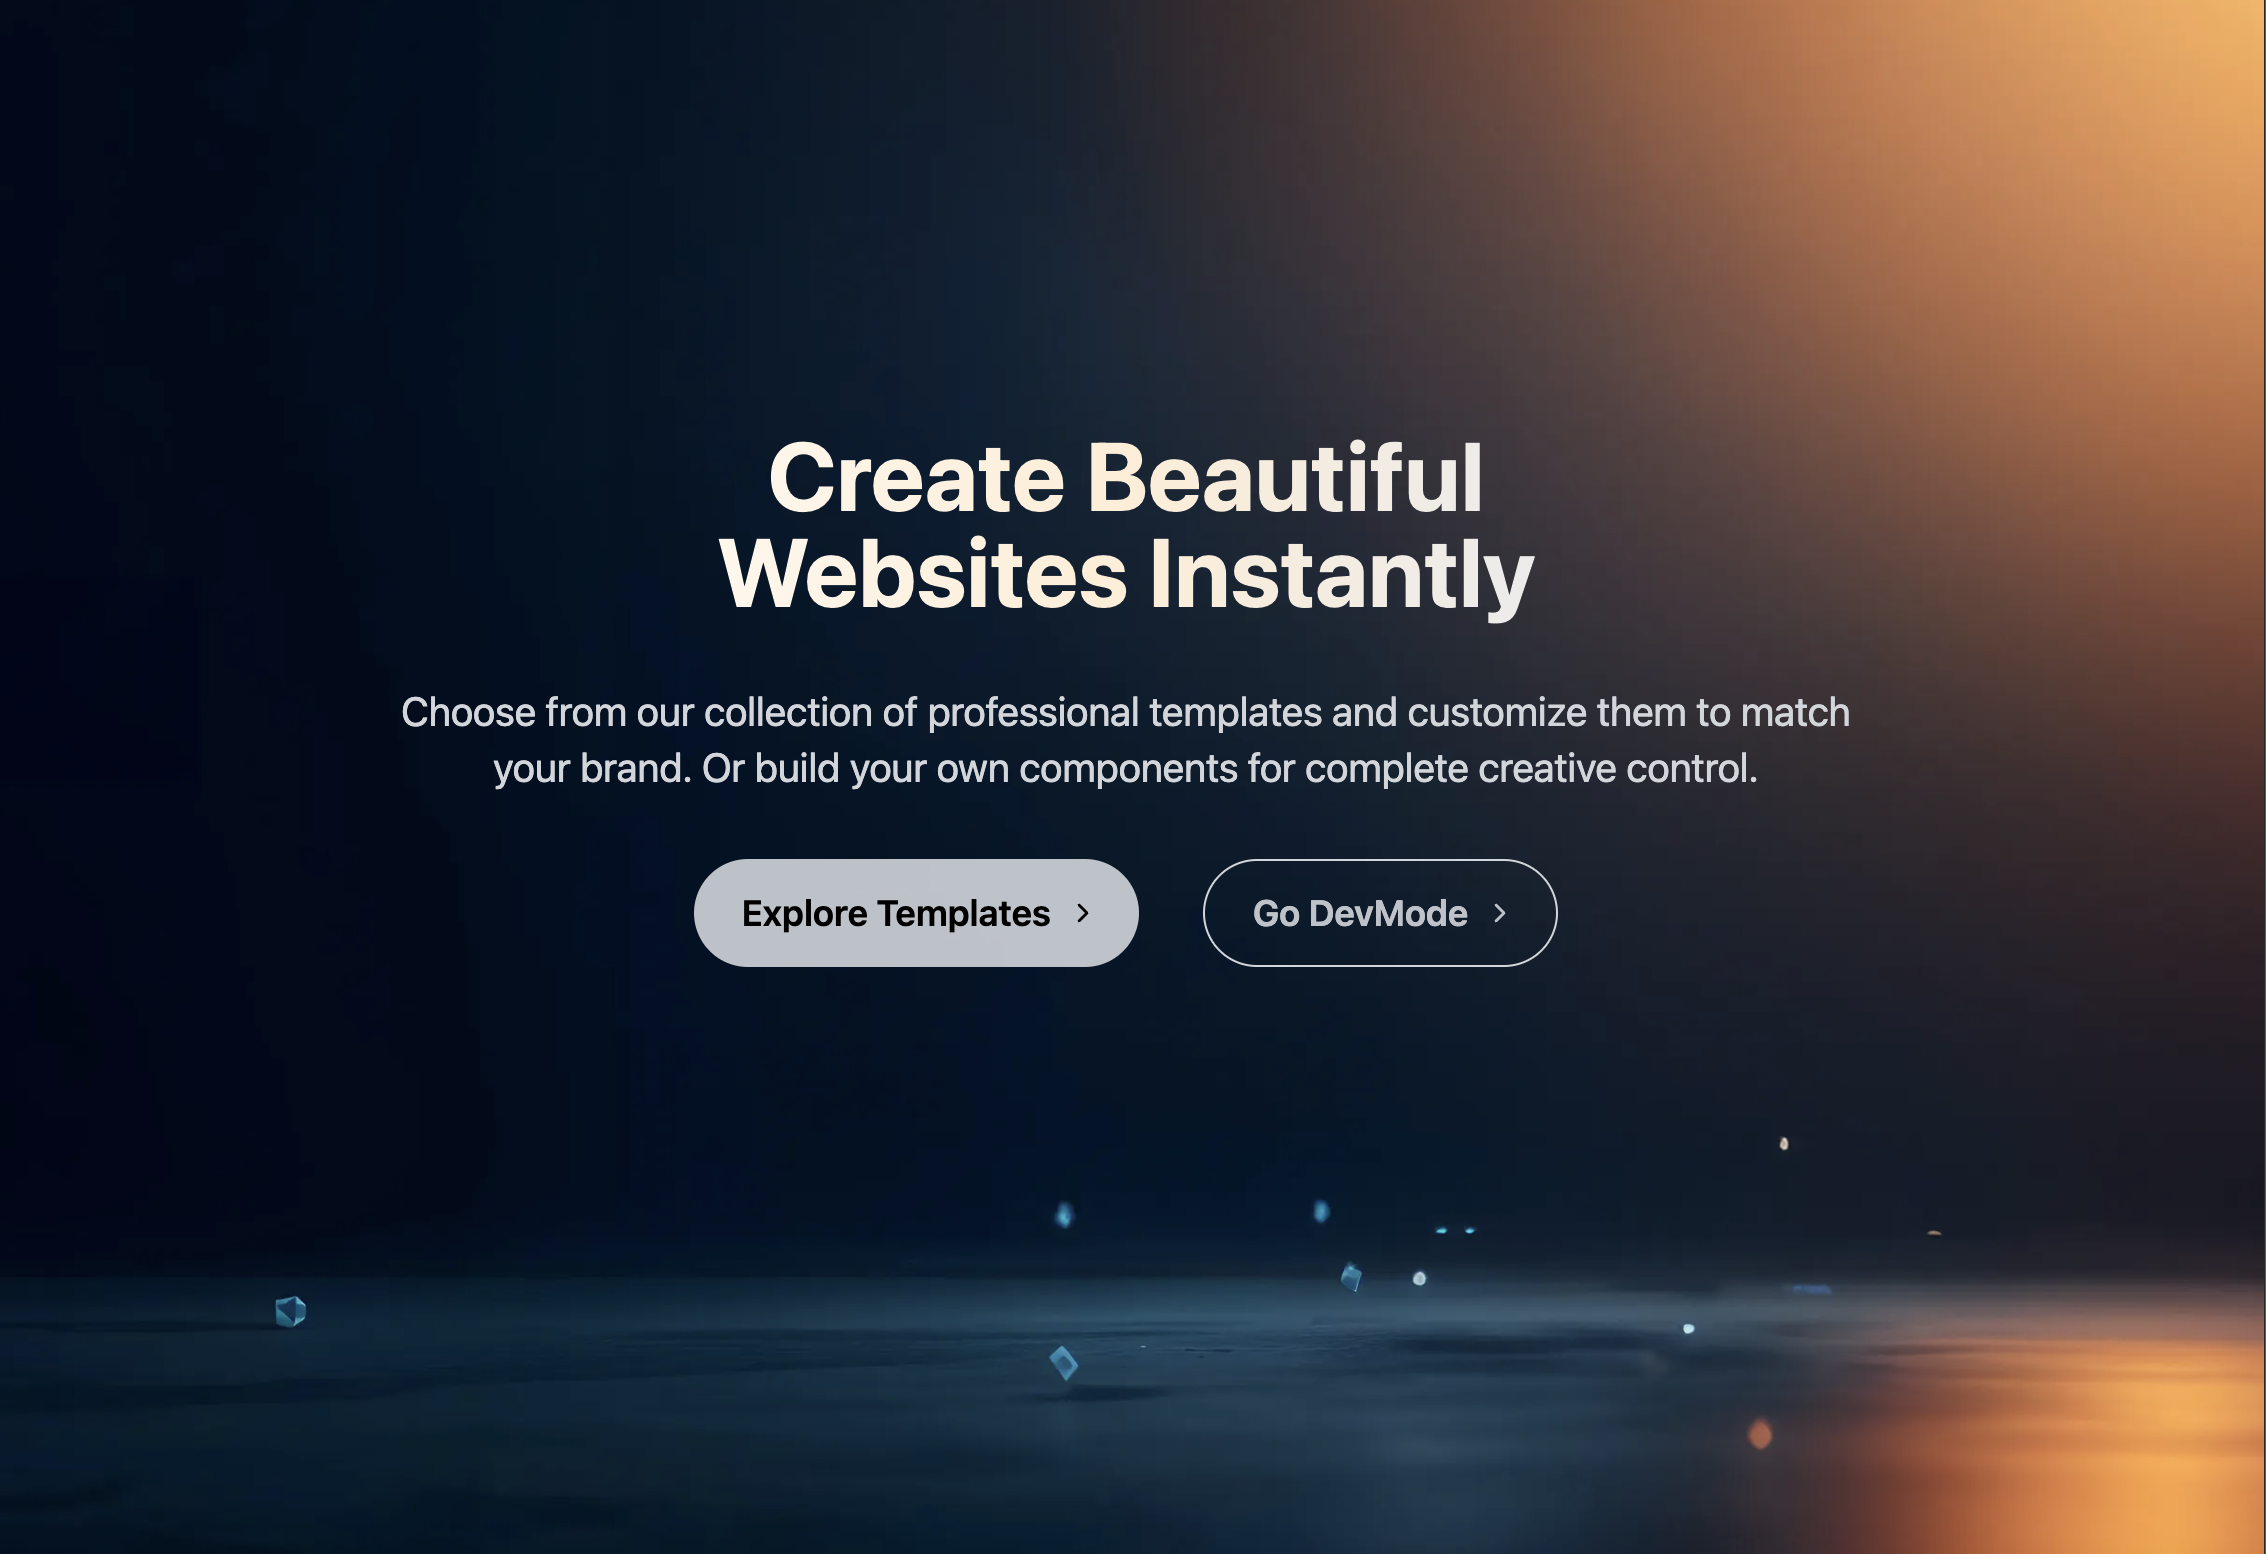 Create Beautiful
Websites Instantly
Choose from our collection of professional templates and customize them to match
your brand. Or build your own components for complete creative control.
Explore Templates
Go DevMode